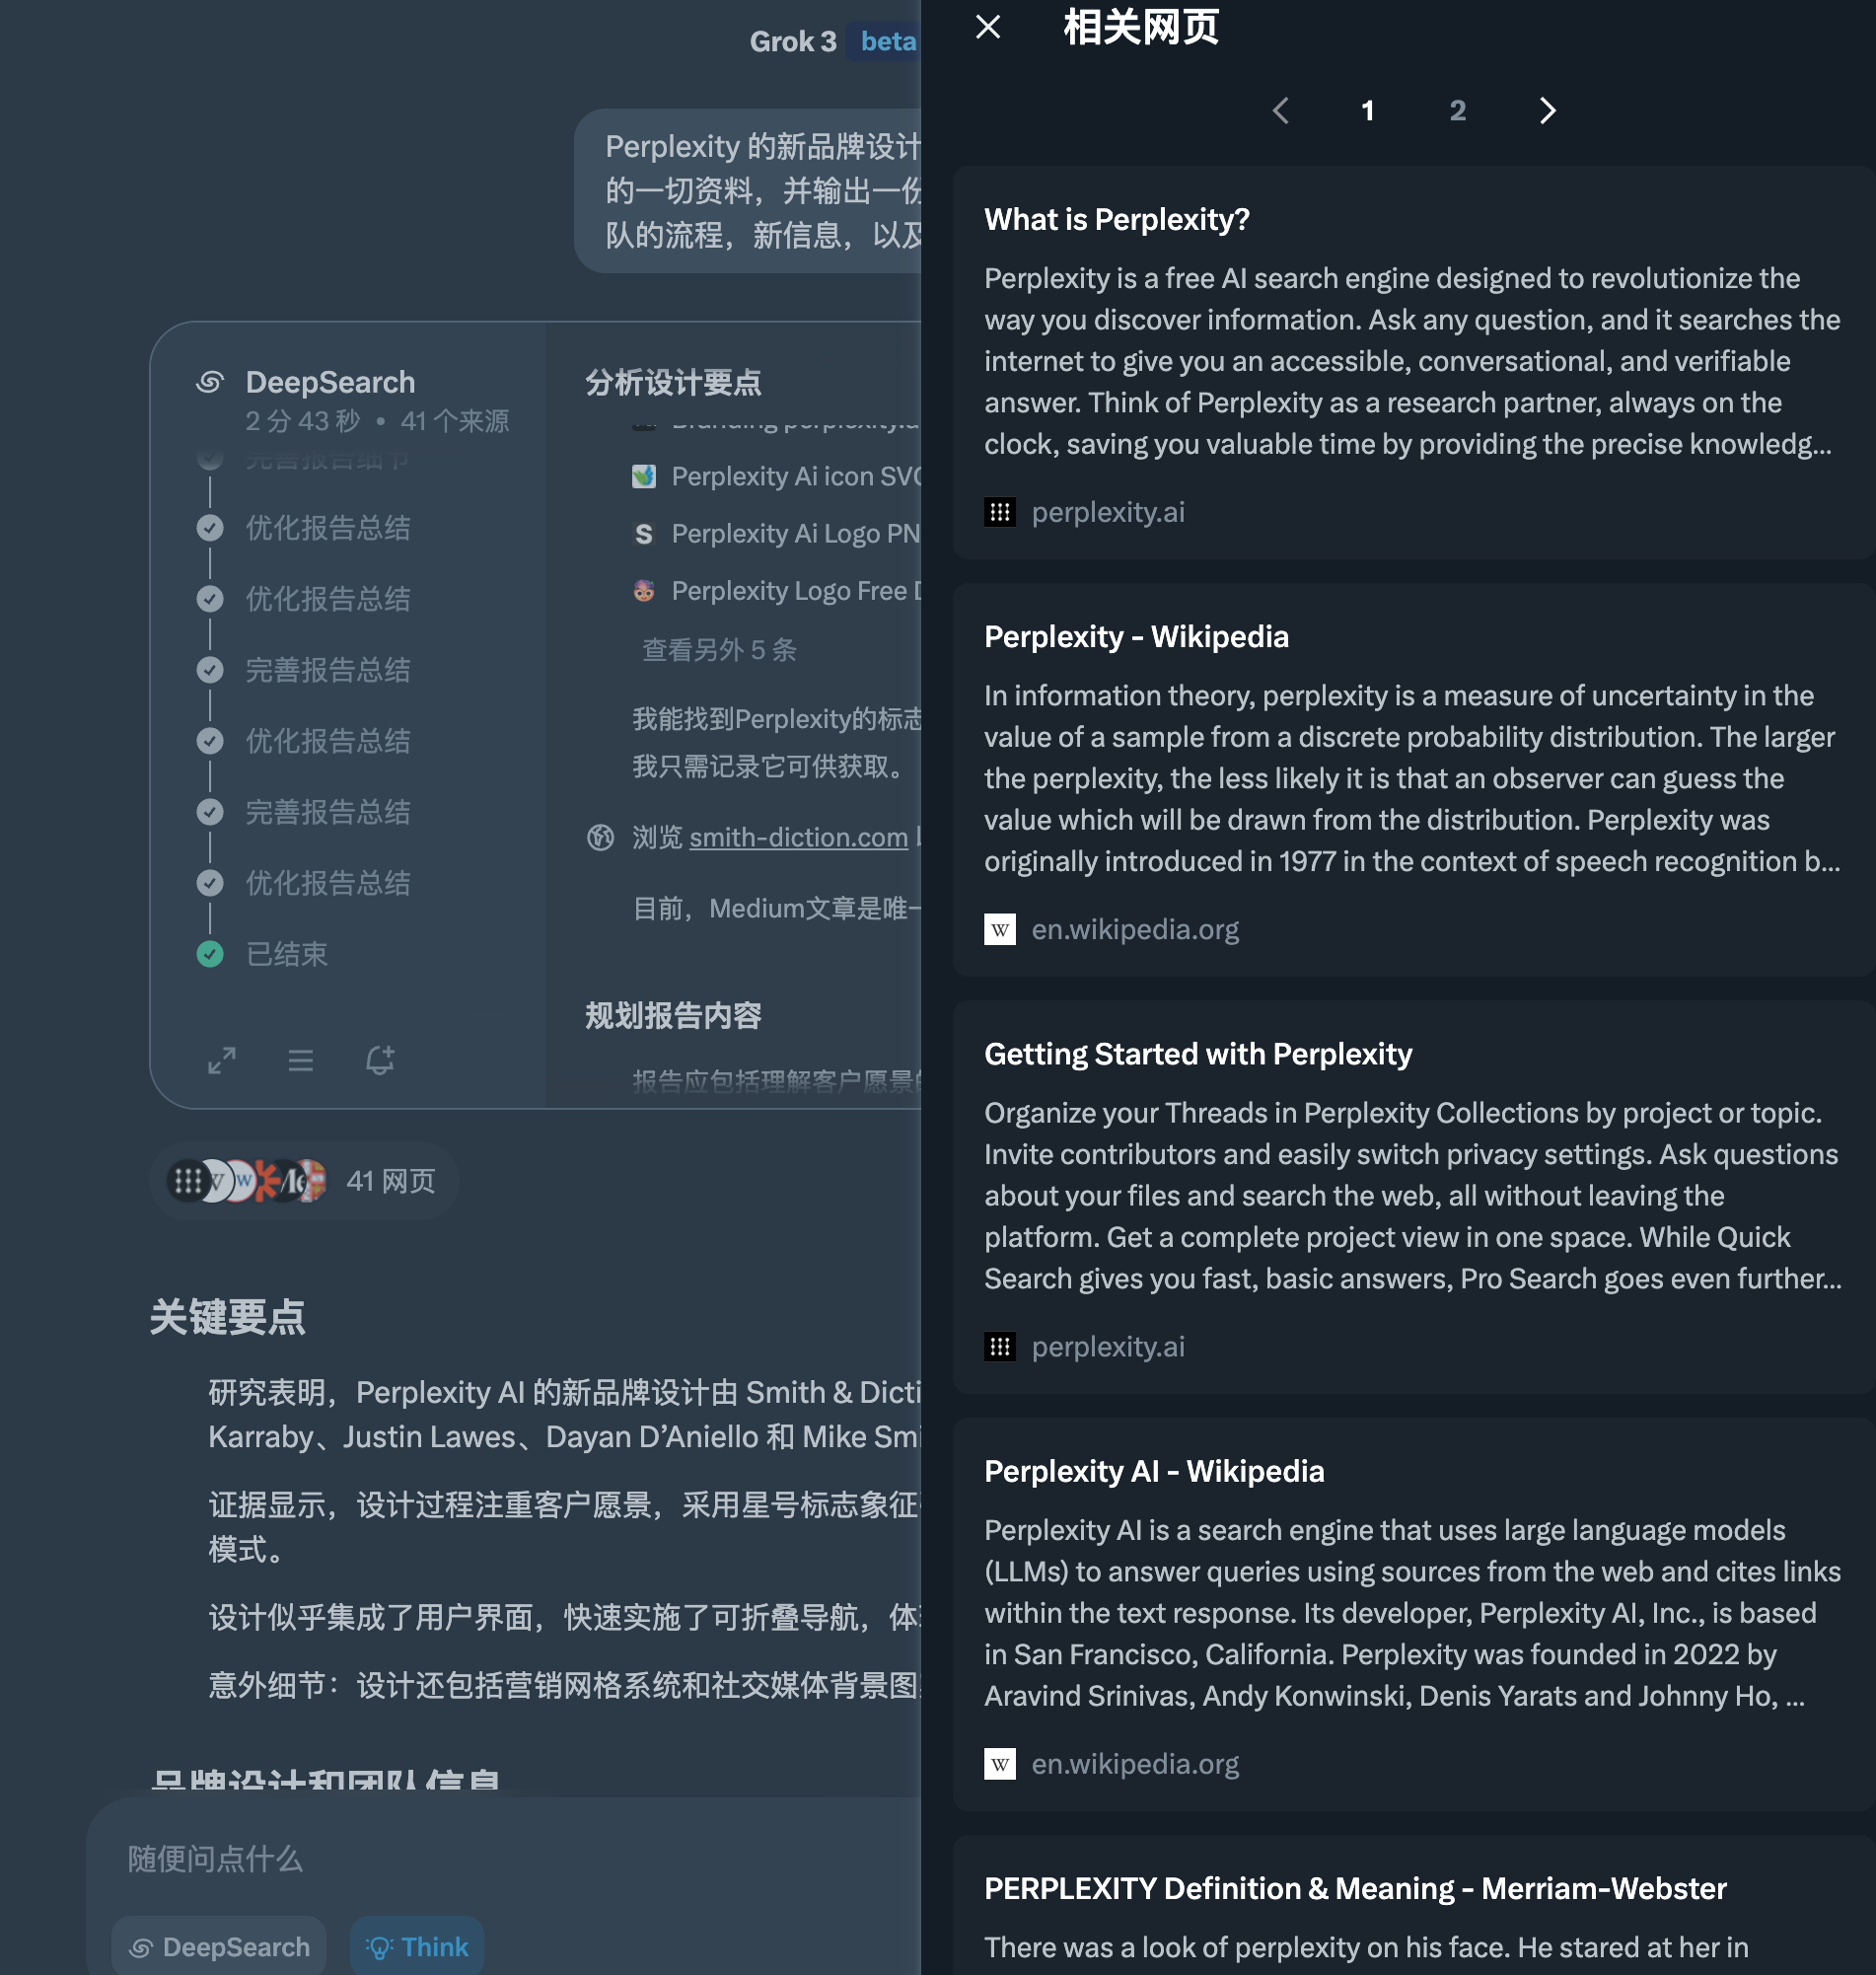 Grok 3 beta
Perplexity 的新品牌设计
的一切资料，并输出一份
队的流程，新信息，以及
DeepSearch
2 分 43 秒 • 41 个来源
完善报告细节
优化报告总结
优化报告总结
完善报告总结
优化报告总结
完善报告总结
优化报告总结
已结束
分析设计要点
Branding perplexity.a
Perplexity Ai icon SVG
Perplexity Ai Logo PN
Perplexity Logo Free D
查看另外 5 条
我能找到Perplexity的标志
我只需记录它可供获取。
浏览 smith-diction.com
目前，Medium文章是唯一
规划报告内容
报告应包括理解客户愿景的
41 网页
关键要点
研究表明，Perplexity AI 的新品牌设计由 Smith & Dicti
Karraby、Justin Lawes、Dayan D’Aniello 和 Mike Smi
证据显示，设计过程注重客户愿景，采用星号标志象征
模式。
设计似乎集成了用户界面，快速实施了可折叠导航，体现
意外细节：设计还包括营销网格系统和社交媒体背景图
品牌设计和团队信息
随便问点什么
DeepSearch
Think
相关网页
1 2
What is Perplexity?
Perplexity is a free AI search engine designed to revolutionize the
way you discover information. Ask any question, and it searches the
internet to give you an accessible, conversational, and verifiable
answer. Think of Perplexity as a research partner, always on the
clock, saving you valuable time by providing the precise knowledg...
perplexity.ai
Perplexity - Wikipedia
In information theory, perplexity is a measure of uncertainty in the
value of a sample from a discrete probability distribution. The larger
the perplexity, the less likely it is that an observer can guess the
value which will be drawn from the distribution. Perplexity was
originally introduced in 1977 in the context of speech recognition b...
en.wikipedia.org
Getting Started with Perplexity
Organize your Threads in Perplexity Collections by project or topic.
Invite contributors and easily switch privacy settings. Ask questions
about your files and search the web, all without leaving the
platform. Get a complete project view in one space. While Quick
Search gives you fast, basic answers, Pro Search goes even further...
perplexity.ai
Perplexity AI - Wikipedia
Perplexity AI is a search engine that uses large language models
(LLMs) to answer queries using sources from the web and cites links
within the text response. Its developer, Perplexity AI, Inc., is based
in San Francisco, California. Perplexity was founded in 2022 by
Aravind Srinivas, Andy Konwinski, Denis Yarats and Johnny Ho, ...
en.wikipedia.org
PERPLEXITY Definition & Meaning - Merriam-Webster
There was a look of perplexity on his face. He stared at her in